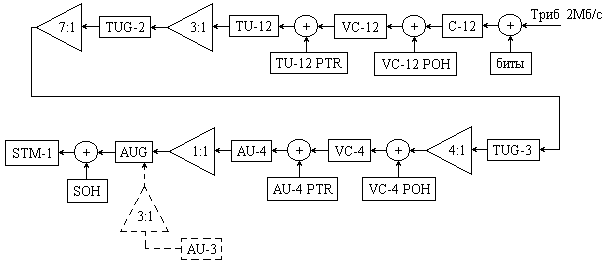 Триб 2Мб/с
7:1 TUG-2 3:1 TU-12 + VC-12 + C-12 +
TU-12 PTR VC-12 POH биты
STM-1 + AUG 1:1 AU-4 + VC-4 + 4:1 TUG-3
SOH AU-4 PTR VC-4 POH
3:1
AU-3